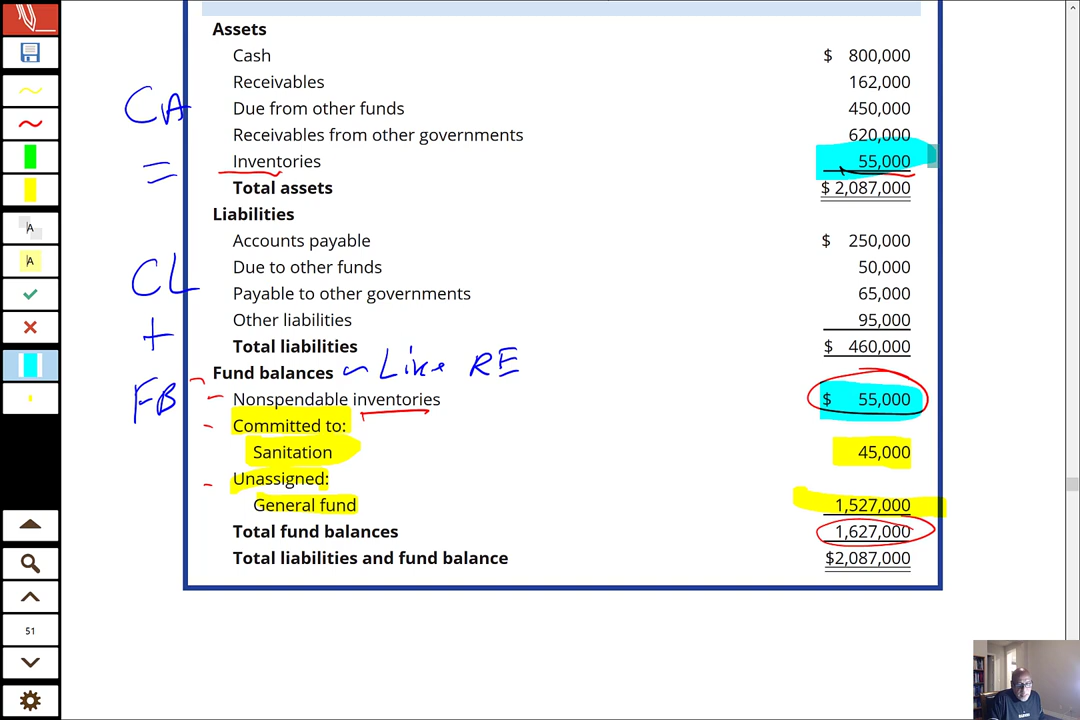 Assets
Cash $ 800,000
Receivables 162,000
CA
Due from other funds 450,000
Receivables from other governments 620,000
=
Inventories 55,000
Total assets $ 2,087,000
Liabilities
Accounts payable $ 250,000
CL
Due to other funds 50,000
Payable to other governments 65,000
+
Other liabilities 95,000
Total liabilities $ 460,000
Fund balances ~ Like RE
FB
Nonspendable inventories $ 55,000
Committed to:
Sanitation 45,000
Unassigned:
General fund 1,527,000
Total fund balances 1,627,000
Total liabilities and fund balance $2,087,000
A
A
51